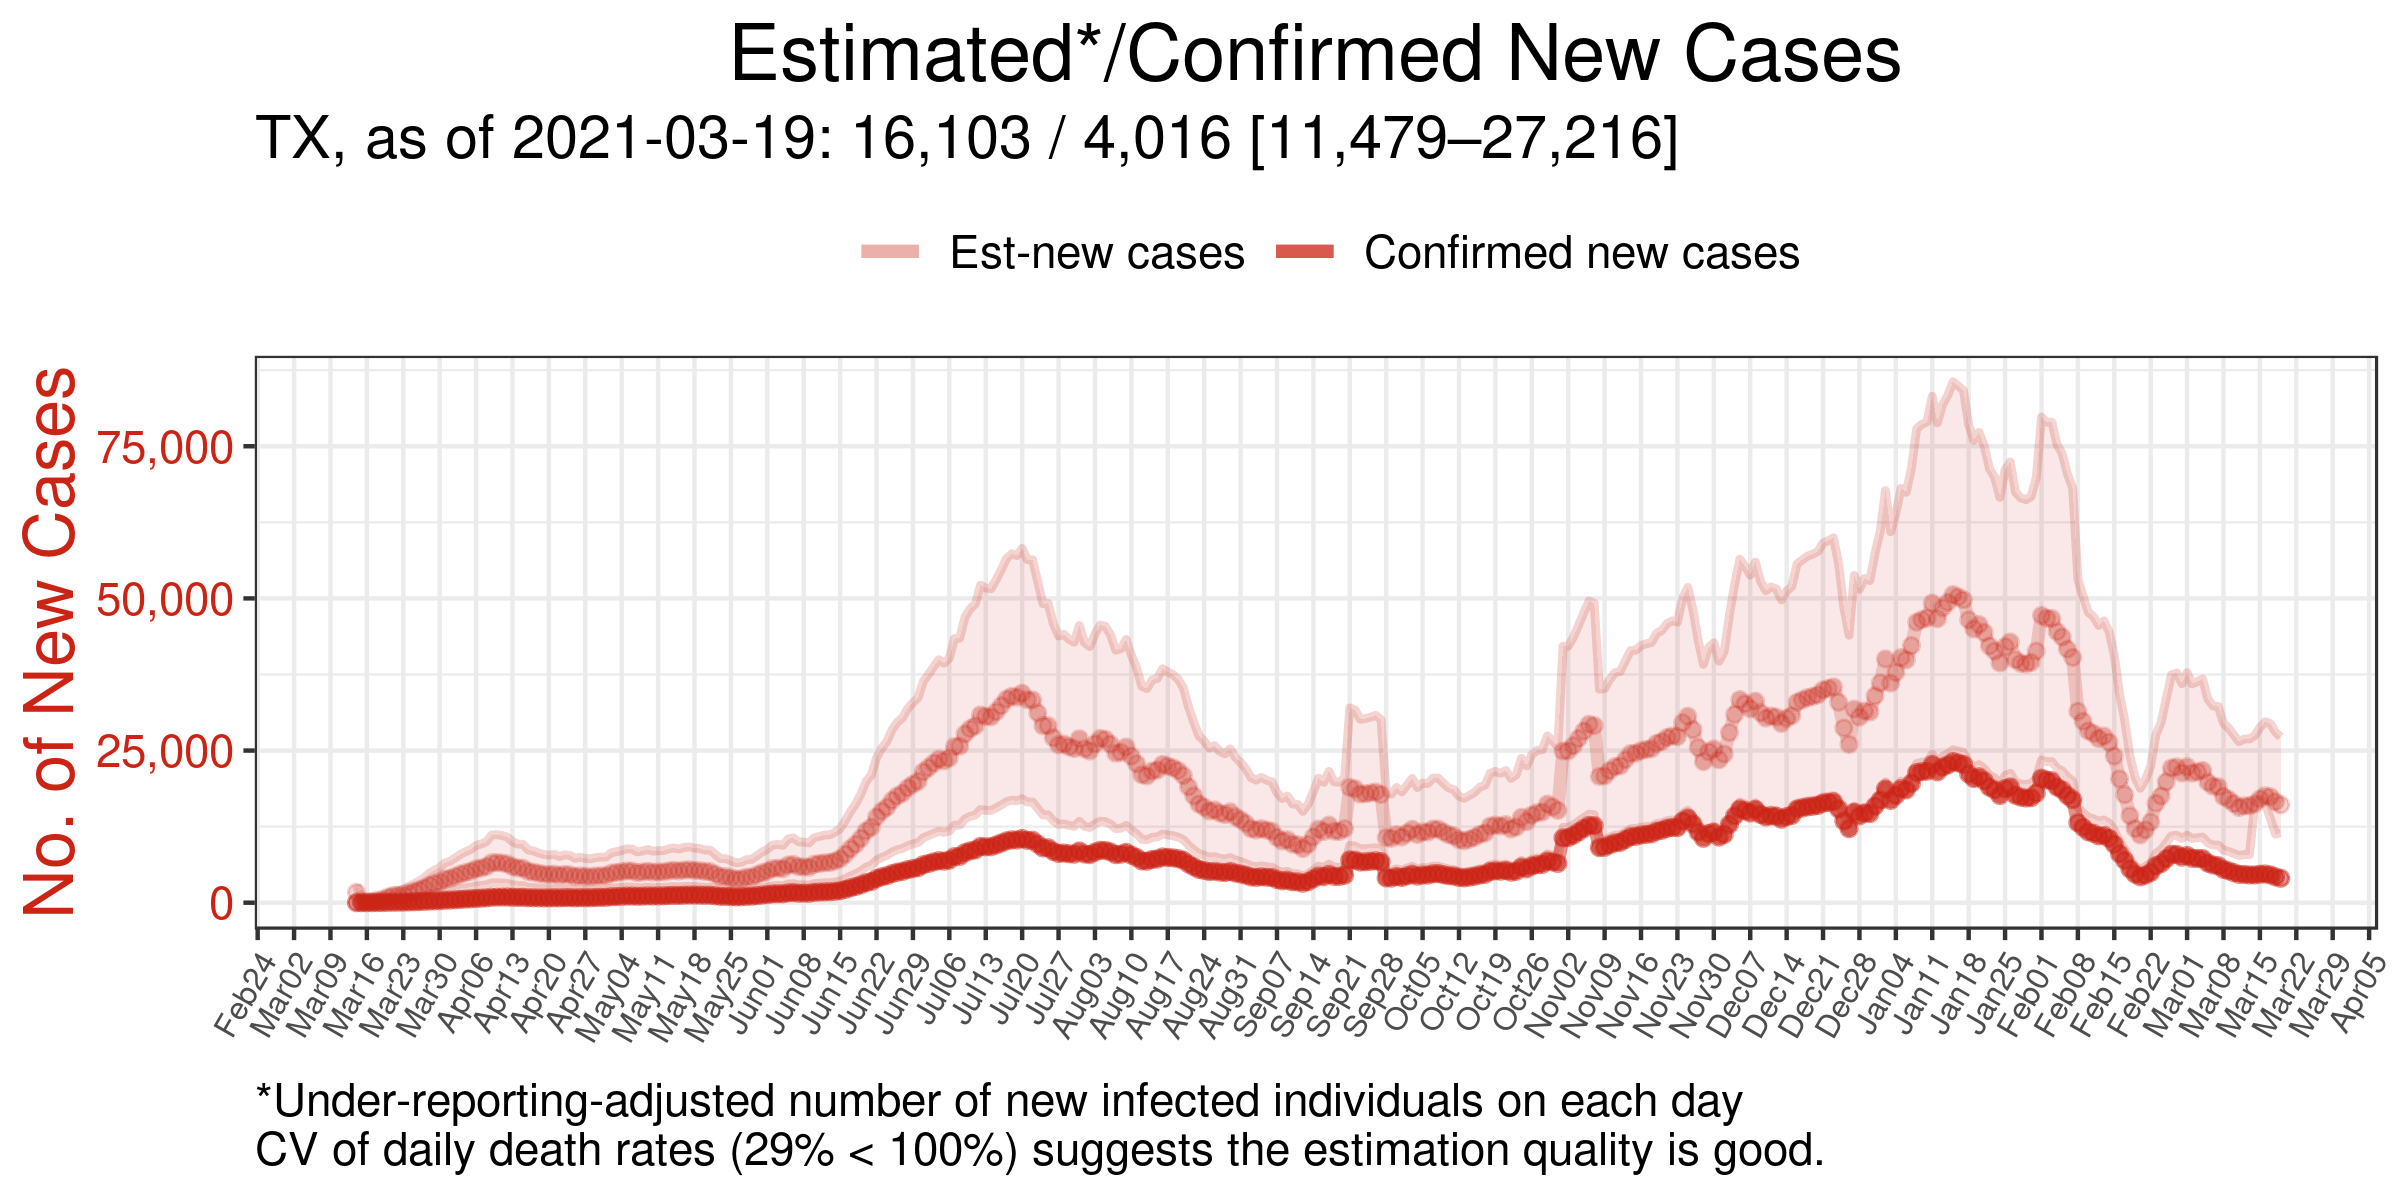 Estimated*/Confirmed New Cases
TX, as of 2021-03-19: 16,103 / 4,016 [11,479–27,216]
Est-new cases
Confirmed new cases
No. of New Cases
75,000
50,000
25,000
0
Feb24
Mar02
Mar09
Mar16
Mar23
Mar30
Apr06
Apr13
Apr20
Apr27
May04
May11
May18
May25
Jun01
Jun08
Jun15
Jun22
Jun29
Jul06
Jul13
Jul20
Jul27
Aug03
Aug10
Aug17
Aug24
Aug31
Sep07
Sep14
Sep21
Sep28
Oct05
Oct12
Oct19
Oct26
Nov02
Nov09
Nov16
Nov23
Nov30
Dec07
Dec14
Dec21
Dec28
Jan04
Jan11
Jan18
Jan25
Feb01
Feb08
Feb15
Feb22
Mar01
Mar08
Mar15
Mar22
Mar29
Apr05
*Under-reporting-adjusted number of new infected individuals on each day
CV of daily death rates (29% < 100%) suggests the estimation quality is good.